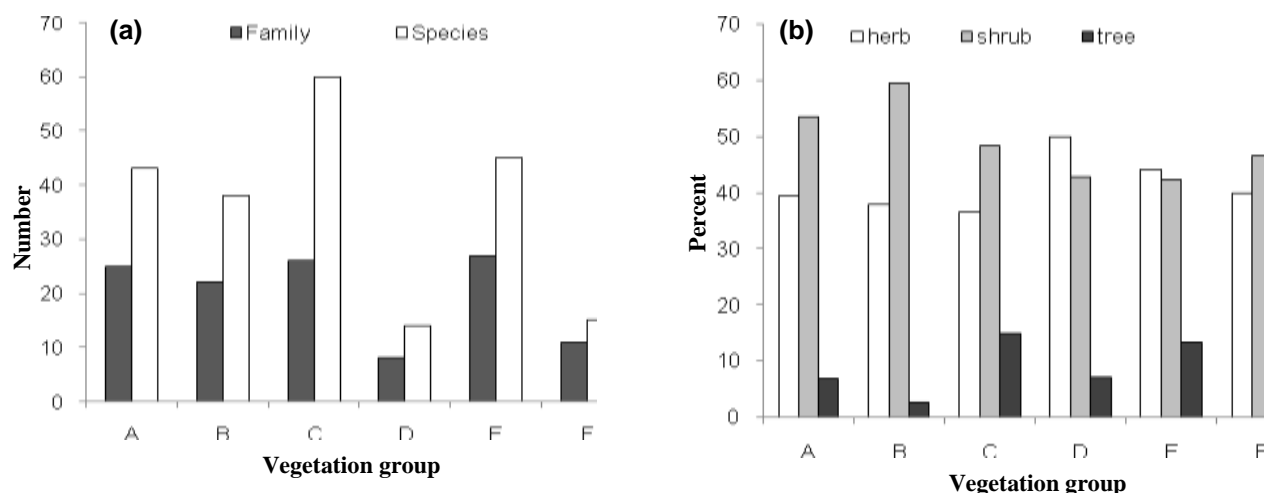 (a)
Family
Species
70
60
50
40
30
20
10
0
Number
A B C D E F
Vegetation group
(b)
herb
shrub
tree
70
60
50
40
30
20
10
0
Percent
A B C D E F
Vegetation group